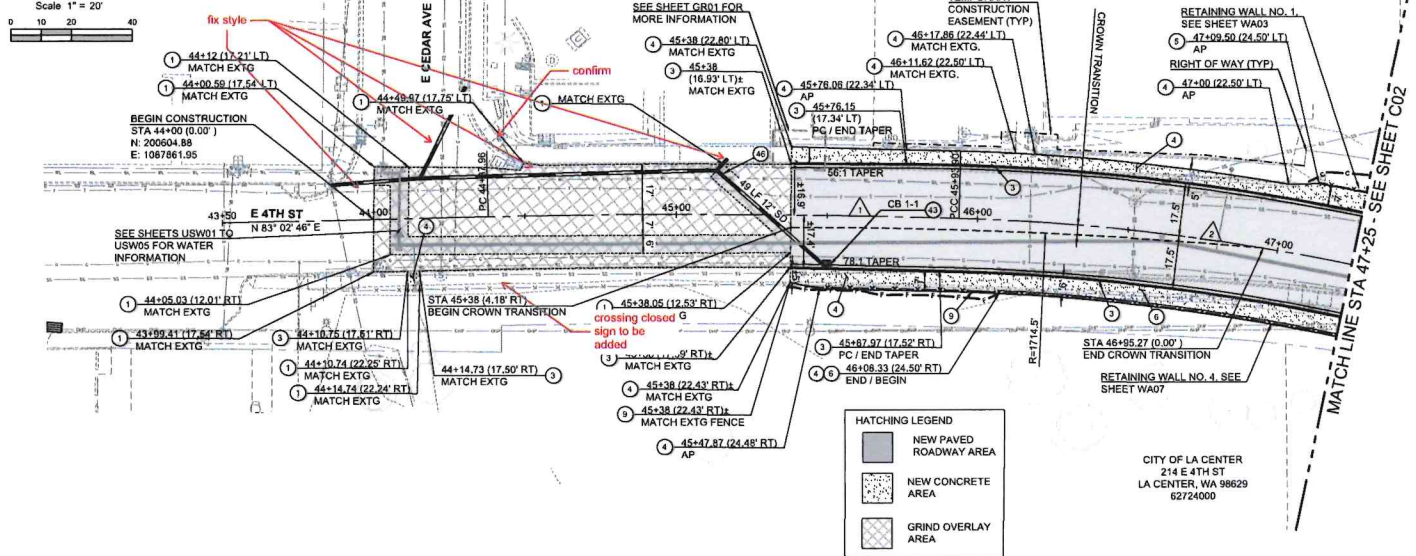 Scale 1" = 20'
0 10 20 40
fix style
E CEDAR AVE
confirm
SEE SHEET GR01 FOR
MORE INFORMATION
4 45+38 (22.80' LT)
MATCH EXTG
3 45+38
(16.93' LT)±
MATCH EXTG
CONSTRUCTION
EASEMENT (TYP)
4 46+17.86 (22.44' LT)
MATCH EXTG.
4 46+11.62 (22.50' LT)
MATCH EXTG.
CROWN TRANSITION
RETAINING WALL NO. 1,
SEE SHEET WA03
5 47+09.50 (24.50' LT)
AP
RIGHT OF WAY (TYP)
4 47+00 (22.50' LT)
AP
1 44+12 (17.21' LT)
MATCH EXTG
1 44+00.59 (17.54' LT)
MATCH EXTG
1 44+49.97 (17.75' LT)
MATCH EXTG
1 MATCH EXTG
4 45+76.06 (22.34' LT)
AP
3 45+76.15
(17.34' LT)
PC / END TAPER
BEGIN CONSTRUCTION
STA 44+00 (0.00' )
N: 200604.88
E: 1087861.95
46
49 LF 12" SD
56:1 TAPER
3
4
5'
17.5'
17.5'
43+50
E 4TH ST
N 83° 02' 46" E
44+00
17'
7'
6'
45+00
±16.9'
±17.4'
1
CB 1-1 43
46+00
2
47+00
4
SEE SHEETS USW01 TO
USW05 FOR WATER
INFORMATION
78.1 TAPER
1 44+05.03 (12.01' RT)
MATCH EXTG
1 43+99.41 (17.54' RT)
MATCH EXTG
3 44+10.75 (17.61' RT)
MATCH EXTG
1 44+10.74 (22.25' RT)
MATCH EXTG
1 44+14.74 (22.24' RT)
MATCH EXTG
44+14.73 (17.50' RT) 3
MATCH EXTG
STA 45+38 (4.18' RT)
BEGIN CROWN TRANSITION
1 45+38.05 (12.53' RT)
crossing closed
sign to be
added
3
MATCH EXTG
4 45+38 (22.43' RT)±
MATCH EXTG
9 45+38 (22.43' RT)±
MATCH EXTG FENCE
4 45+47.87 (24.48' RT)
AP
4
9
3
6
3 45+87.97 (17.52' RT)
PC / END TAPER
4 6 46+08.33 (24.50' RT)
END / BEGIN
R=1714.5'
STA 46+95.27 (0.00' )
END CROWN TRANSITION
RETAINING WALL NO. 4. SEE
SHEET WA07
MATCH LINE STA 47+25 - SEE SHEET C02
HATCHING LEGEND
NEW PAVED
ROADWAY AREA
NEW CONCRETE
AREA
GRIND OVERLAY
AREA
CITY OF LA CENTER
214 E 4TH ST
LA CENTER, WA 98629
62724000